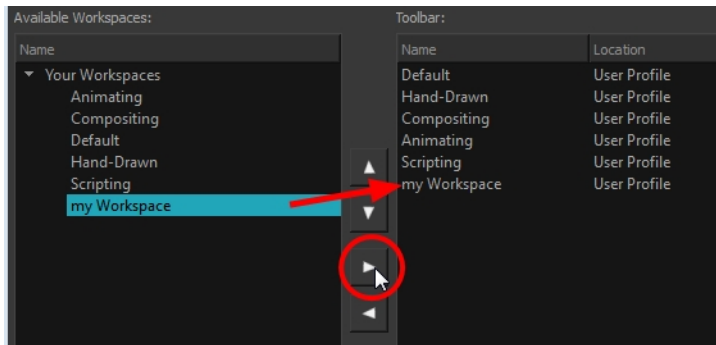 Available Workspaces:
Name
Your Workspaces
Animating
Compositing
Default
Hand-Drawn
Scripting
my Workspace
Toolbar:
Name Location
Default User Profile
Hand-Drawn User Profile
Compositing User Profile
Animating User Profile
Scripting User Profile
my Workspace User Profile